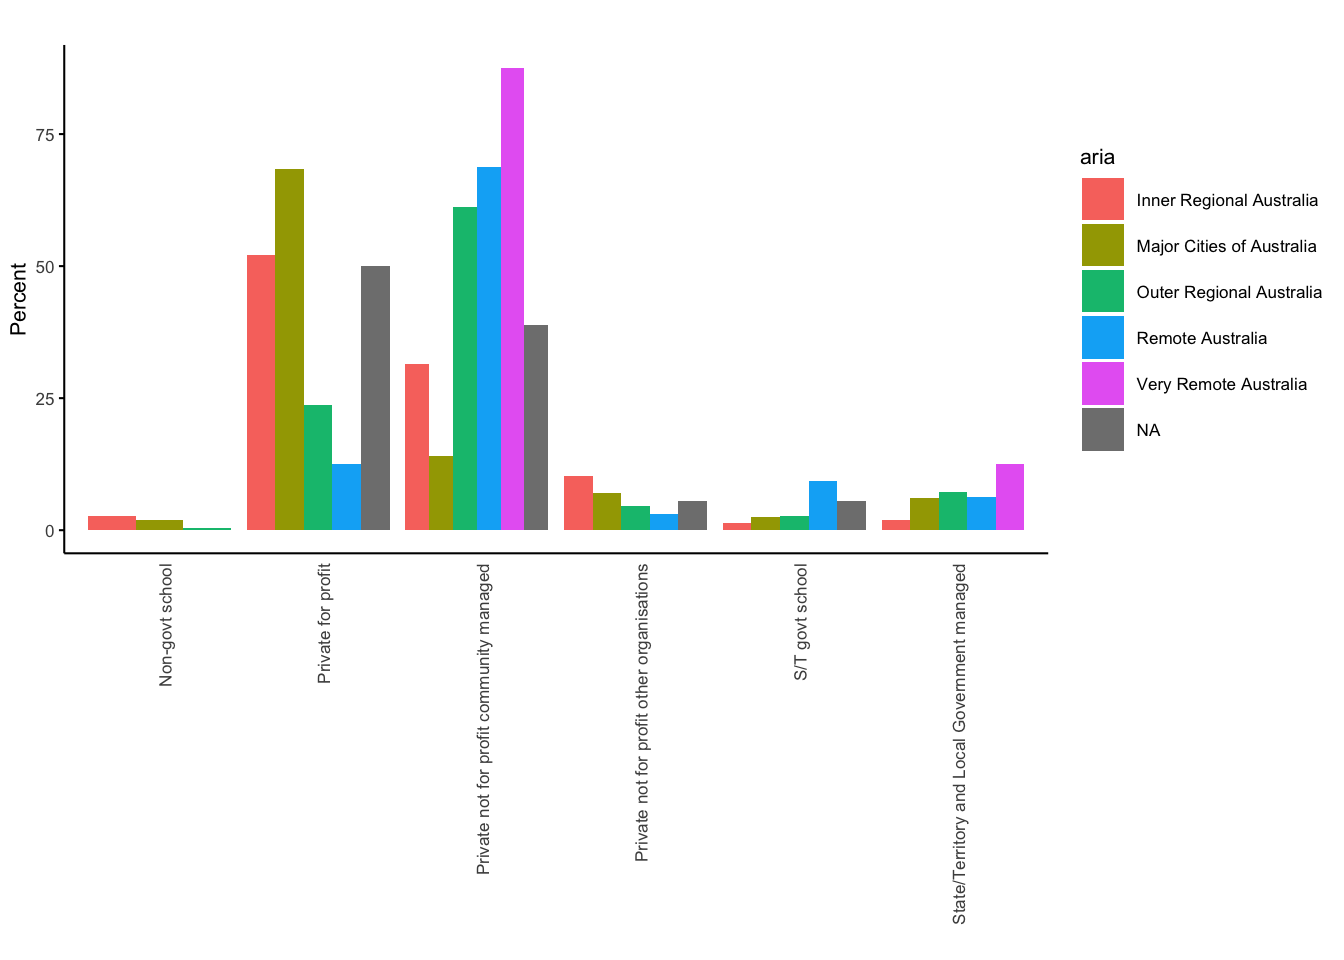 Percent
75
50
25
0
Non-govt school
Private for profit
Private not for profit community managed
Private not for profit other organisations
S/T govt school
State/Territory and Local Government managed
aria
Inner Regional Australia
Major Cities of Australia
Outer Regional Australia
Remote Australia
Very Remote Australia
NA